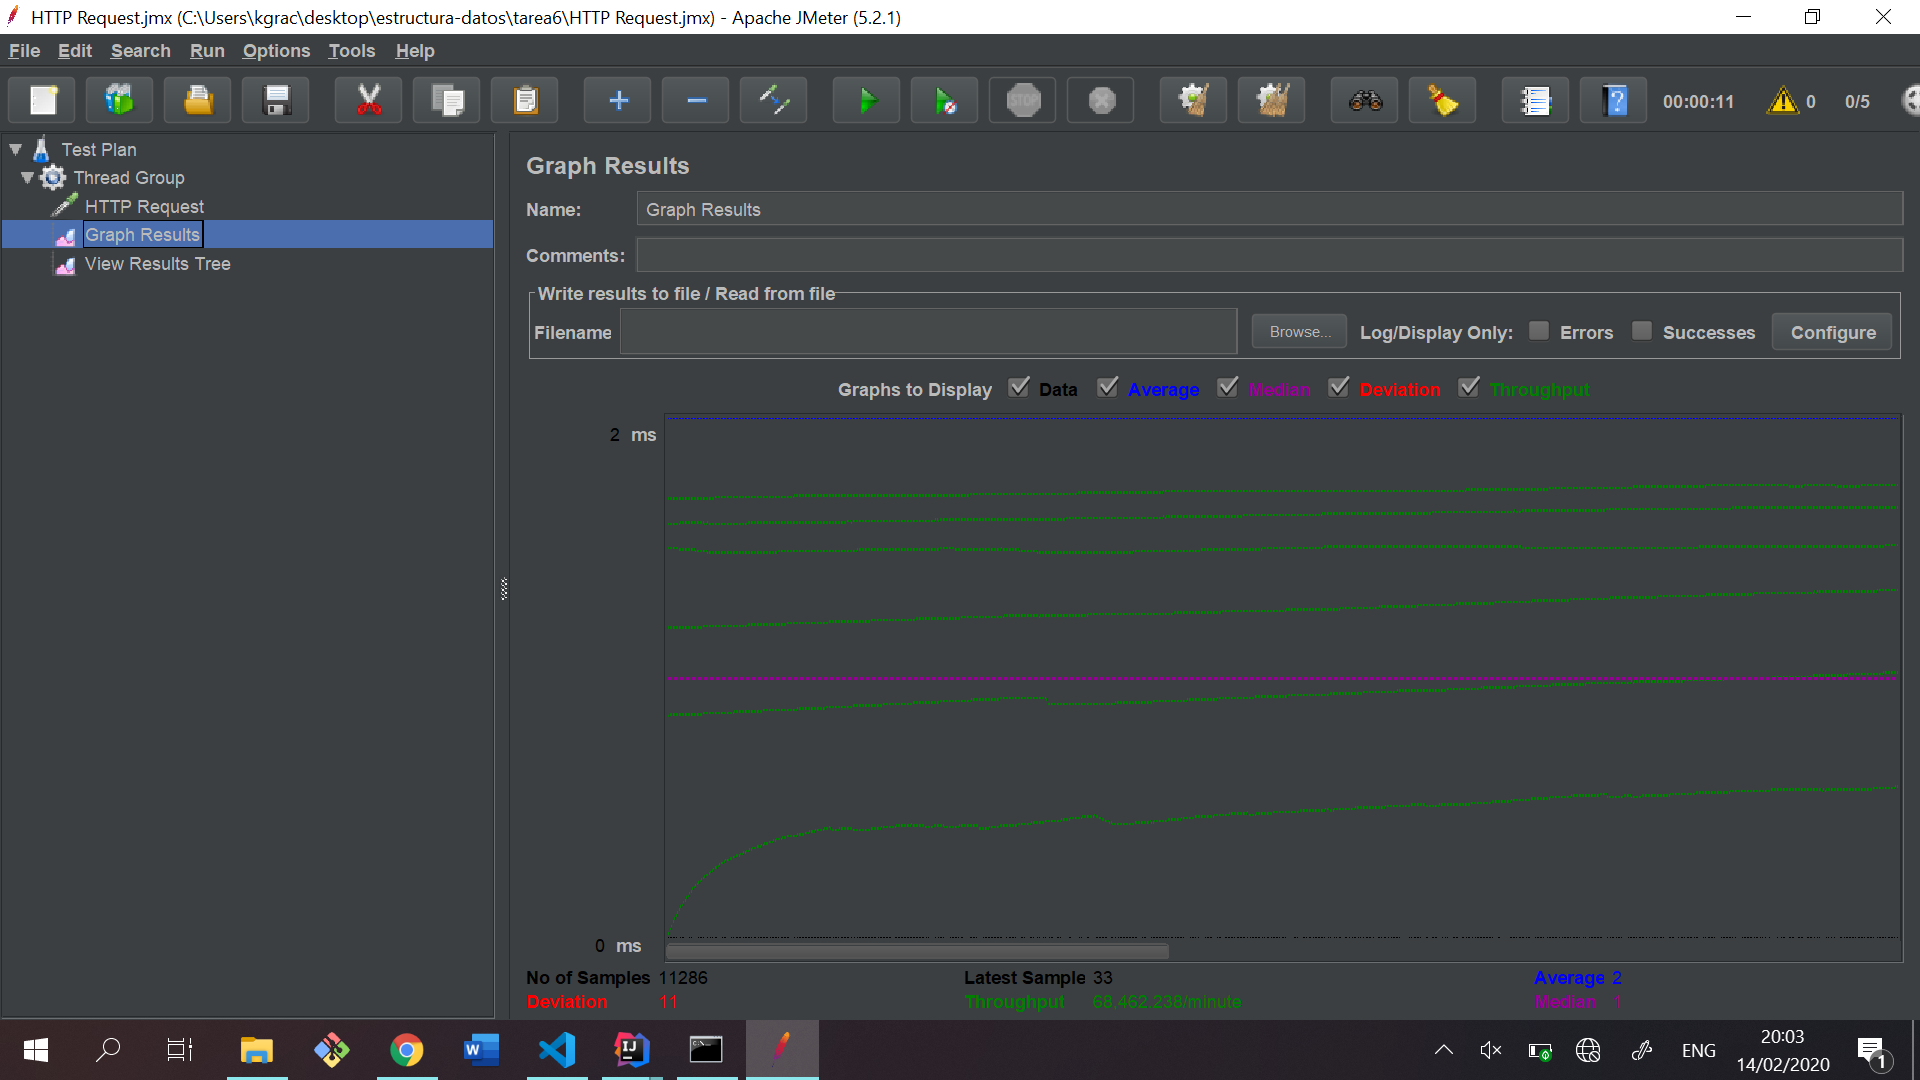 HTTP Request.jmx (C:\Users\kgrac\desktop\estructura-datos\tarea6\HTTP Request.jmx) - Apache JMeter (5.2.1)
File Edit Search Run Options Tools Help
STOP
00:00:11 0 0/5
Test Plan
Thread Group
HTTP Request
Graph Results
View Results Tree
Graph Results
Name: Graph Results
Comments:
Write results to file / Read from file
Filename Browse... Log/Display Only: Errors Successes Configure
Graphs to Display Data Average Median Deviation Throughput
2 ms
0 ms
No of Samples 11286 Latest Sample 33 Average 2
Deviation 11 Throughput 68,462.238/minute Median 1
ENG
20:03
14/02/2020
1